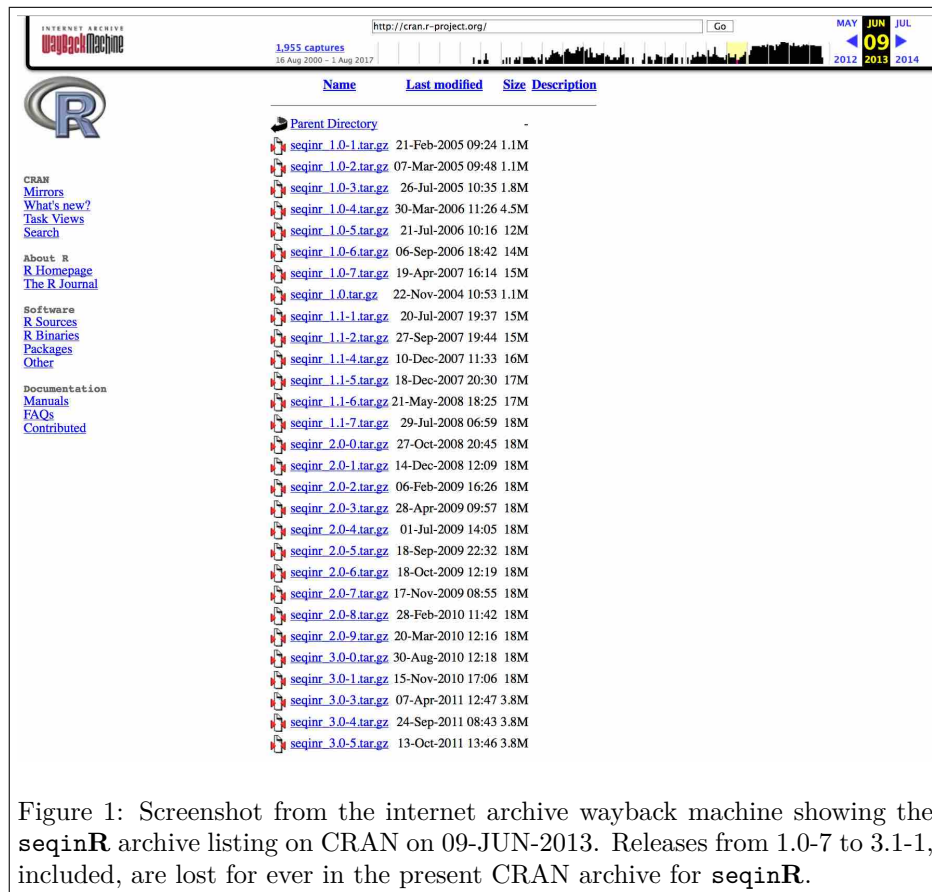 INTERNET ARCHIVE
WayBackMachine
http://cran.r-project.org/ Go
1,955 captures
16 Aug 2000 - 1 Aug 2017
MAY JUN JUL
09
2012 2013 2014
R
CRAN
Mirrors
What's new?
Task Views
Search
About R
R Homepage
The R Journal
Software
R Sources
R Binaries
Packages
Other
Documentation
Manuals
FAQs
Contributed
Name Last modified Size Description
Parent Directory -
seqinr_1.0-1.tar.gz 21-Feb-2005 09:24 1.1M
seqinr_1.0-2.tar.gz 07-Mar-2005 09:48 1.1M
seqinr_1.0-3.tar.gz 26-Jul-2005 10:35 1.8M
seqinr_1.0-4.tar.gz 30-Mar-2006 11:26 4.5M
seqinr_1.0-5.tar.gz 21-Jul-2006 10:16 12M
seqinr_1.0-6.tar.gz 06-Sep-2006 18:42 14M
seqinr_1.0-7.tar.gz 19-Apr-2007 16:14 15M
seqinr_1.0.tar.gz 22-Nov-2004 10:53 1.1M
seqinr_1.1-1.tar.gz 20-Jul-2007 19:37 15M
seqinr_1.1-2.tar.gz 27-Sep-2007 19:44 15M
seqinr_1.1-4.tar.gz 10-Dec-2007 11:33 16M
seqinr_1.1-5.tar.gz 18-Dec-2007 20:30 17M
seqinr_1.1-6.tar.gz 21-May-2008 18:25 17M
seqinr_1.1-7.tar.gz 29-Jul-2008 06:59 18M
seqinr_2.0-0.tar.gz 27-Oct-2008 20:45 18M
seqinr_2.0-1.tar.gz 14-Dec-2008 12:09 18M
seqinr_2.0-2.tar.gz 06-Feb-2009 16:26 18M
seqinr_2.0-3.tar.gz 28-Apr-2009 09:57 18M
seqinr_2.0-4.tar.gz 01-Jul-2009 14:05 18M
seqinr_2.0-5.tar.gz 18-Sep-2009 22:32 18M
seqinr_2.0-6.tar.gz 18-Oct-2009 12:19 18M
seqinr_2.0-7.tar.gz 17-Nov-2009 08:55 18M
seqinr_2.0-8.tar.gz 28-Feb-2010 11:42 18M
seqinr_2.0-9.tar.gz 20-Mar-2010 12:16 18M
seqinr_3.0-0.tar.gz 30-Aug-2010 12:18 18M
seqinr_3.0-1.tar.gz 15-Nov-2010 17:06 18M
seqinr_3.0-3.tar.gz 07-Apr-2011 12:47 3.8M
seqinr_3.0-4.tar.gz 24-Sep-2011 08:43 3.8M
seqinr_3.0-5.tar.gz 13-Oct-2011 13:46 3.8M
Figure 1: Screenshot from the internet archive wayback machine showing the
seqinR archive listing on CRAN on 09-JUN-2013. Releases from 1.0-7 to 3.1-1,
included, are lost for ever in the present CRAN archive for seqinR.